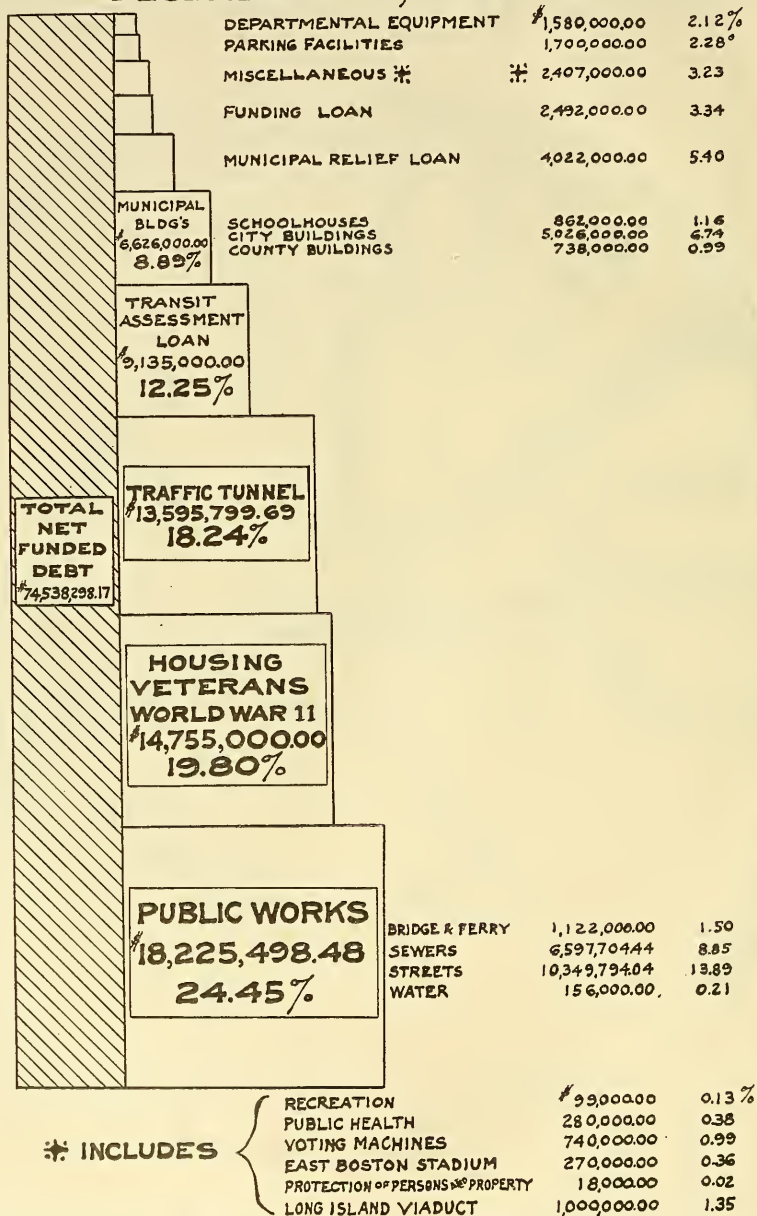 DEPARTMENTAL EQUIPMENT $1,580,000.00 2.12%
PARKING FACILITIES 1,700,000.00 2.28°
MISCELLANEOUS ⁜ ⁜ 2,407,000.00 3.23
FUNDING LOAN 2,492,000.00 3.34
MUNICIPAL RELIEF LOAN 4,022,000.00 5.40
MUNICIPAL
BLDG'S
$6,626,000.00
8.89%
SCHOOLHOUSES 862,000.00 1.16
CITY BUILDINGS 5,026,000.00 6.74
COUNTY BUILDINGS 738,000.00 0.99
TRANSIT
ASSESSMENT
LOAN
$9,135,000.00
12.25%
TRAFFIC TUNNEL
$13,595,799.69
18.24%
TOTAL
NET
FUNDED
DEBT
$74,538,298.17
HOUSING
VETERANS
WORLD WAR 11
$14,755,000.00
19.80%
PUBLIC WORKS
$18,225,498.48
24.45%
BRIDGE & FERRY 1,122,000.00 1.50
SEWERS 6,597,704.44 8.85
STREETS 10,349,794.04 13.89
WATER 156,000.00. 0.21
⁜ INCLUDES
RECREATION $99,000.00 0.13%
PUBLIC HEALTH 280,000.00 0.38
VOTING MACHINES 740,000.00 0.99
EAST BOSTON STADIUM 270,000.00 0.36
PROTECTION OF PERSONS AND PROPERTY 18,000.00 0.02
LONG ISLAND VIADUCT 1,000,000.00 1.35